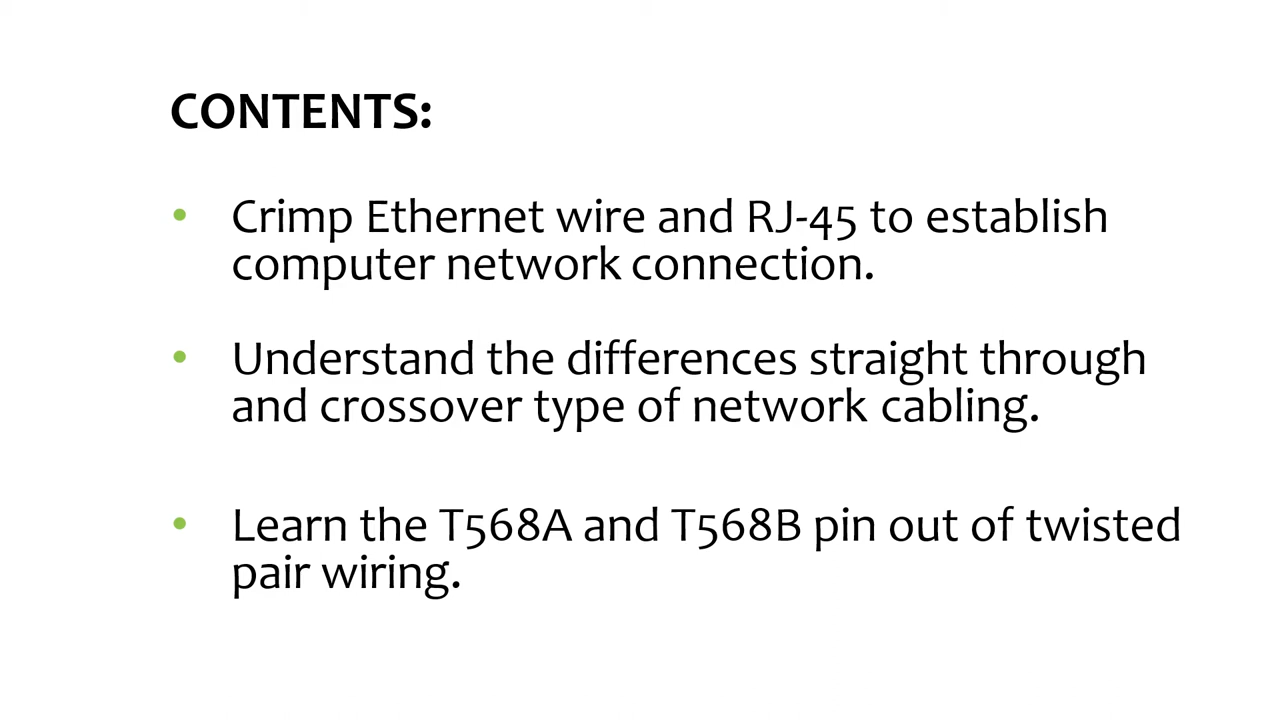 CONTENTS:
• Crimp Ethernet wire and RJ-45 to establish
computer network connection.
• Understand the differences straight through
and crossover type of network cabling.
• Learn the T568A and T568B pin out of twisted
pair wiring.